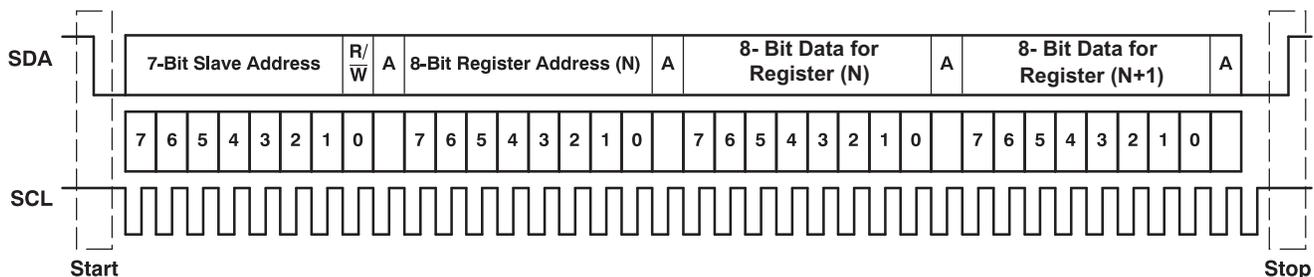 SDA
7-Bit Slave Address
R/
W
A
8-Bit Register Address (N)
A
8- Bit Data for
Register (N)
A
8- Bit Data for
Register (N+1)
A
7 6 5 4 3 2 1 0 7 6 5 4 3 2 1 0 7 6 5 4 3 2 1 0 7 6 5 4 3 2 1 0
SCL
Start
Stop